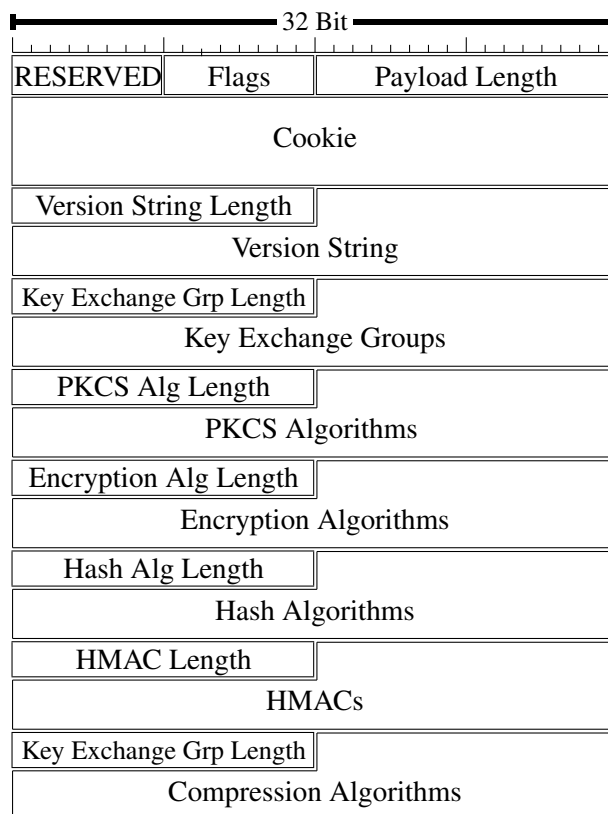 32 Bit
RESERVED Flags Payload Length
Cookie
Version String Length
Version String
Key Exchange Grp Length
Key Exchange Groups
PKCS Alg Length
PKCS Algorithms
Encryption Alg Length
Encryption Algorithms
Hash Alg Length
Hash Algorithms
HMAC Length
HMACs
Key Exchange Grp Length
Compression Algorithms